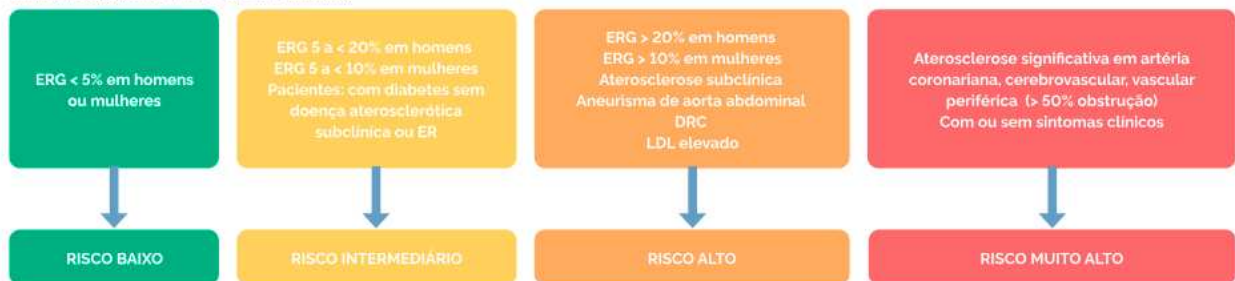 ERG < 5% em homens
ou mulheres
ERG 5 a < 20% em homens
ERG 5 a < 10% em mulheres
Pacientes: com diabetes sem
doença aterosclerótica
subclínica ou ER
ERG > 20% em homens
ERG > 10% em mulheres
Aterosclerose subclínica
Aneurisma de aorta abdominal
DRC
LDL elevado
Aterosclerose significativa em artéria
coronariana, cerebrovascular, vascular
periférica (> 50% obstrução)
Com ou sem sintomas clínicos
RISCO BAIXO
RISCO INTERMEDIÁRIO
RISCO ALTO
RISCO MUITO ALTO